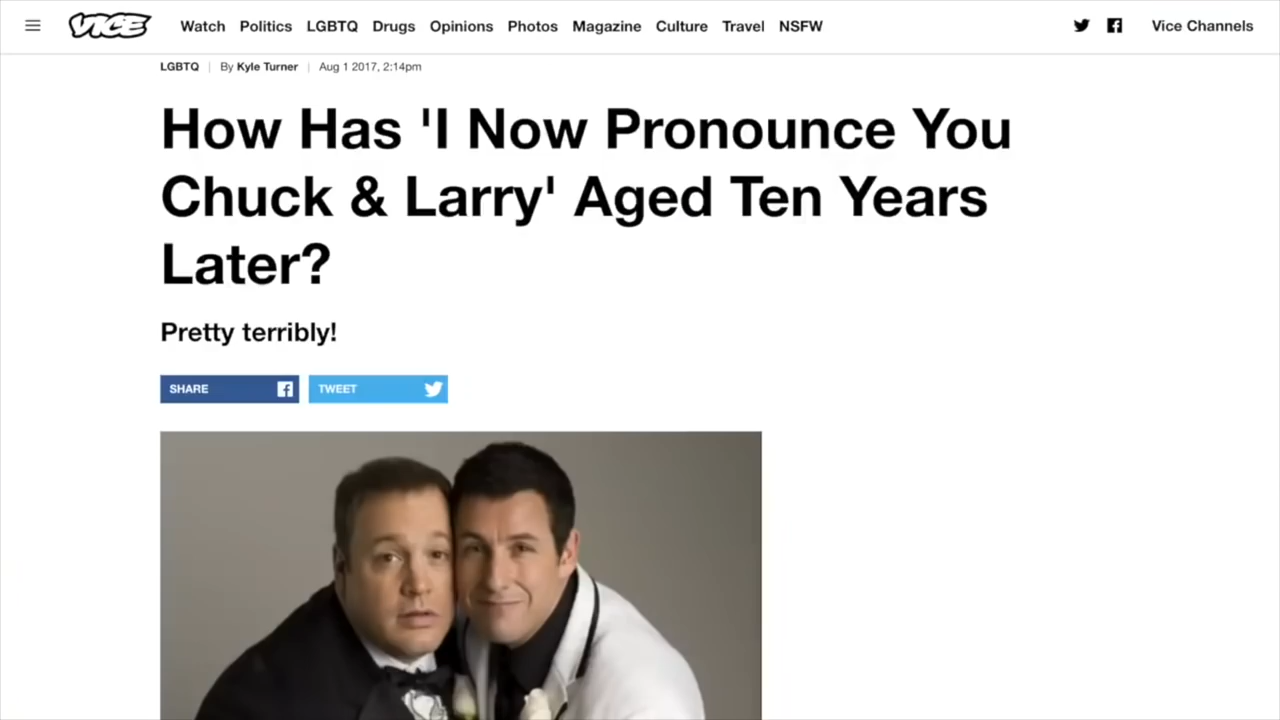 VICE Watch Politics LGBTQ Drugs Opinions Photos Magazine Culture Travel NSFW Vice Channels
LGBTQ | By Kyle Turner | Aug 1 2017, 2:14pm
How Has 'I Now Pronounce You
Chuck & Larry' Aged Ten Years
Later?
Pretty terribly!
SHARE TWEET